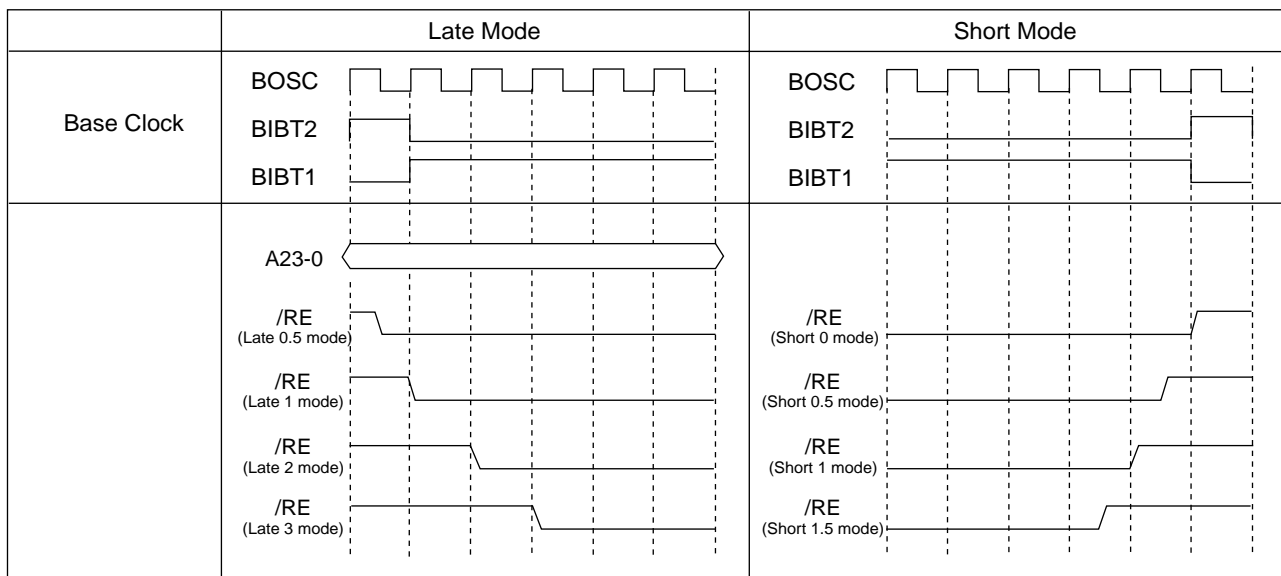 Late Mode
Short Mode
Base Clock
BOSC
BIBT2
BIBT1
BOSC
BIBT2
BIBT1
A23-0
/RE
(Late 0.5 mode)
/RE
(Late 1 mode)
/RE
(Late 2 mode)
/RE
(Late 3 mode)
/RE
(Short 0 mode)
/RE
(Short 0.5 mode)
/RE
(Short 1 mode)
/RE
(Short 1.5 mode)